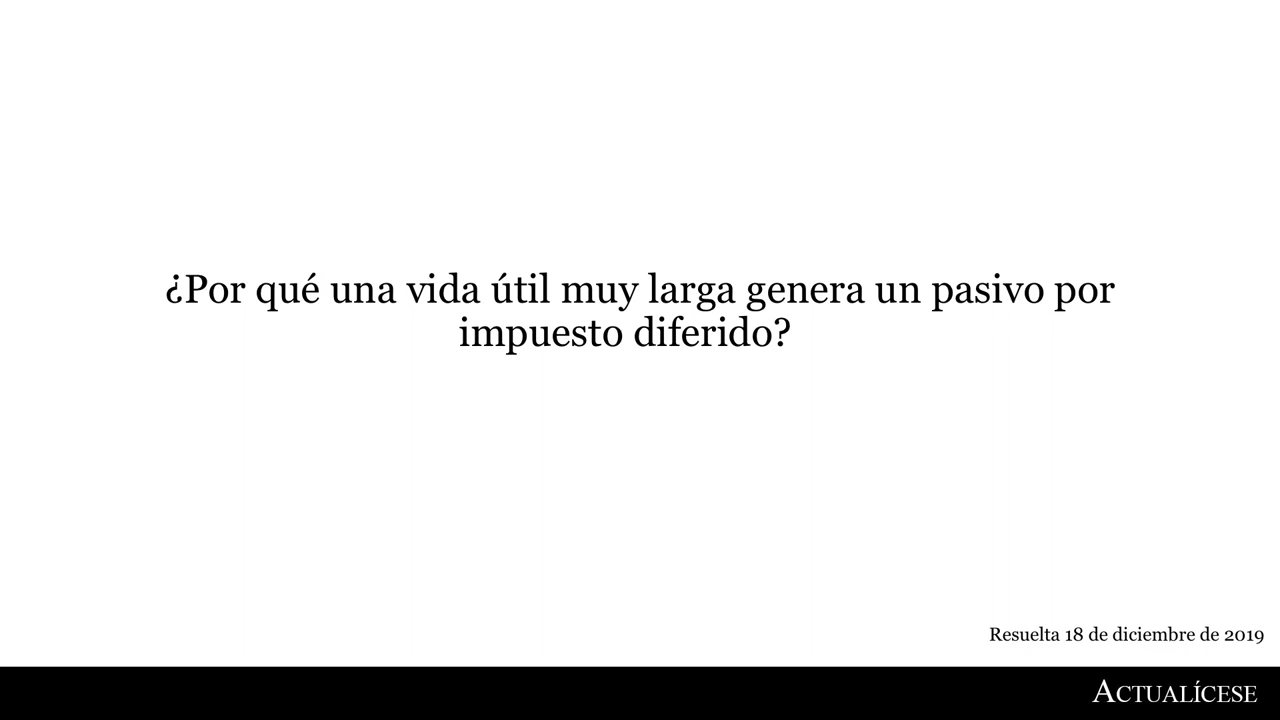 ¿Por qué una vida útil muy larga genera un pasivo por
impuesto diferido?
Resuelta 18 de diciembre de 2019
ACTUALÍCESE